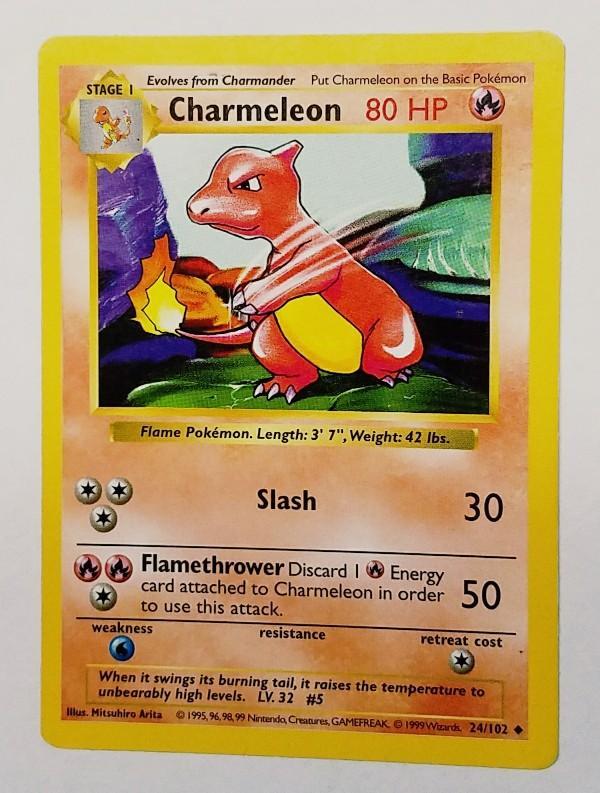 Evolves from Charmander Put Charmeleon on the Basic Pokémon
STAGE 1
Charmeleon 80 HP
Flame Pokémon. Length: 3' 7", Weight: 42 lbs.
Slash 30
Flamethrower Discard 1 Energy
card attached to Charmeleon in order
to use this attack.
50
weakness resistance retreat cost
When it swings its burning tail, it raises the temperature to
unbearably high levels. LV. 32 #5
Illus. Mitsuhiro Arita © 1995, 96, 98, 99 Nintendo, Creatures, GAMEFREAK. © 1999 Wizards. 24/102